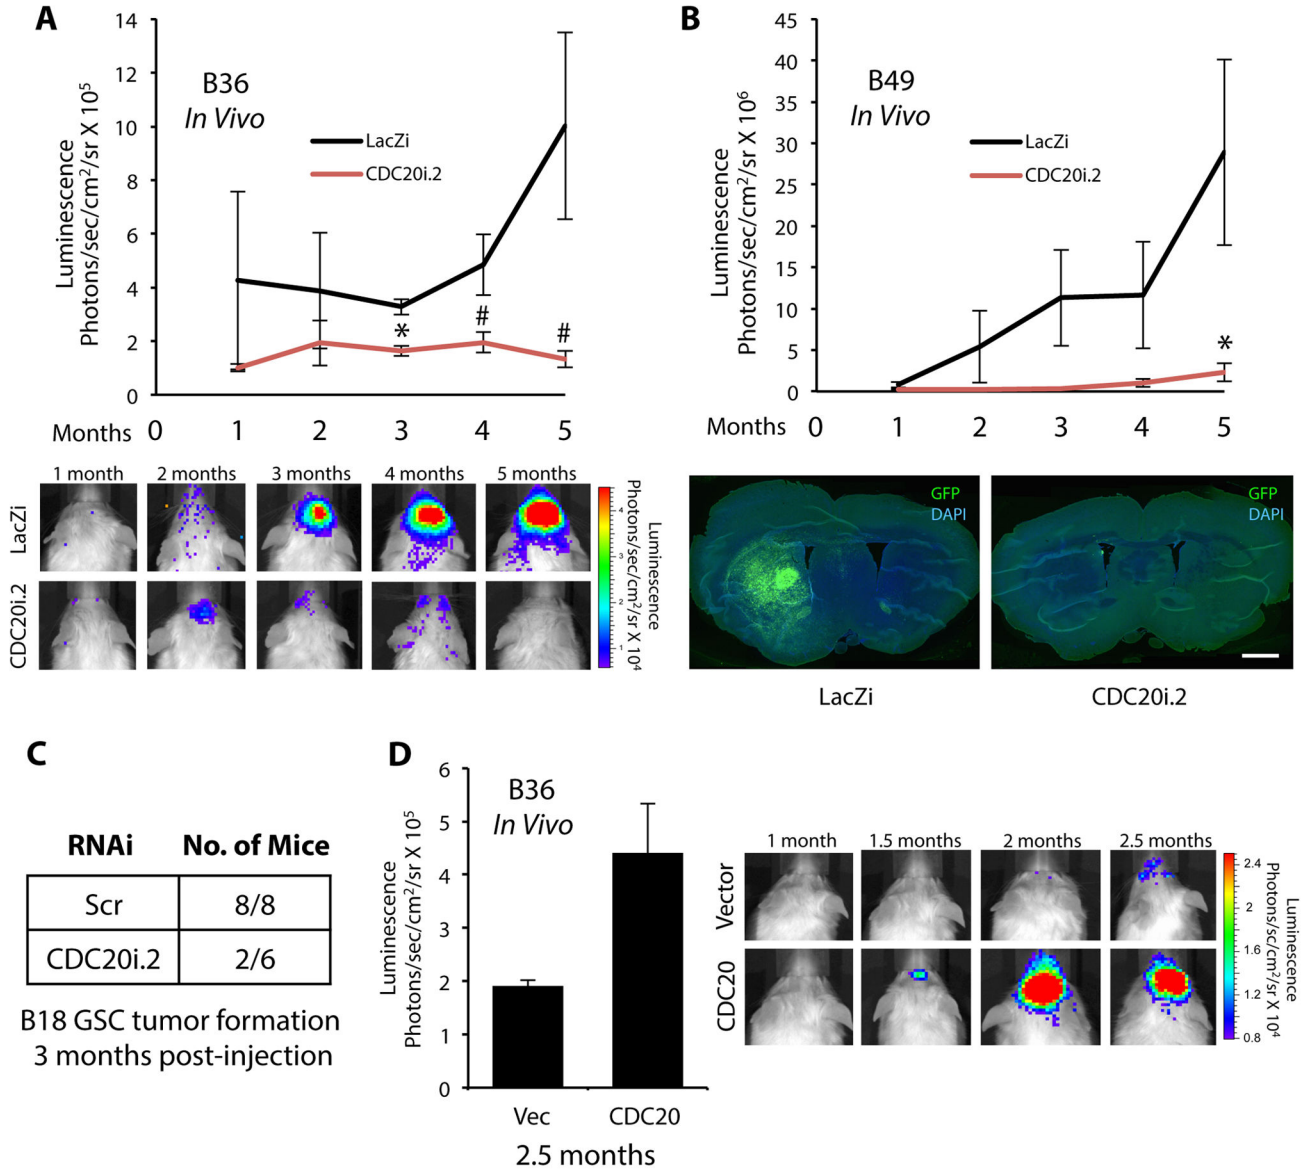 A
B36
In Vivo
Luminescence
Photons/sec/cm²/sr X 10⁵
14
12
10
8
6
4
2
0
LacZi
CDC20i.2
*
#
#
Months 0 1 2 3 4 5
1 month 2 months 3 months 4 months 5 months
LacZi
CDC20i.2
4
3
2
1
Luminescence
Photons/sec/cm²/sr X 10⁴
B
B49
In Vivo
Luminescence
Photons/sec/cm²/sr X 10⁶
45
40
35
30
25
20
15
10
5
0
LacZi
CDC20i.2
*
Months 0 1 2 3 4 5
GFP
DAPI
GFP
DAPI
LacZi CDC20i.2
C
RNAi No. of Mice
Scr 8/8
CDC20i.2 2/6
B18 GSC tumor formation
3 months post-injection
D
B36
In Vivo
Luminescence
Photons/sec/cm²/sr X 10⁵
6
5
4
3
2
1
0
Vec CDC20
2.5 months
1 month 1.5 months 2 months 2.5 months
Vector
CDC20
2.4
2
1.6
1.2
0.8
Luminescence
Photons/sc/cm²/sr X 10⁴